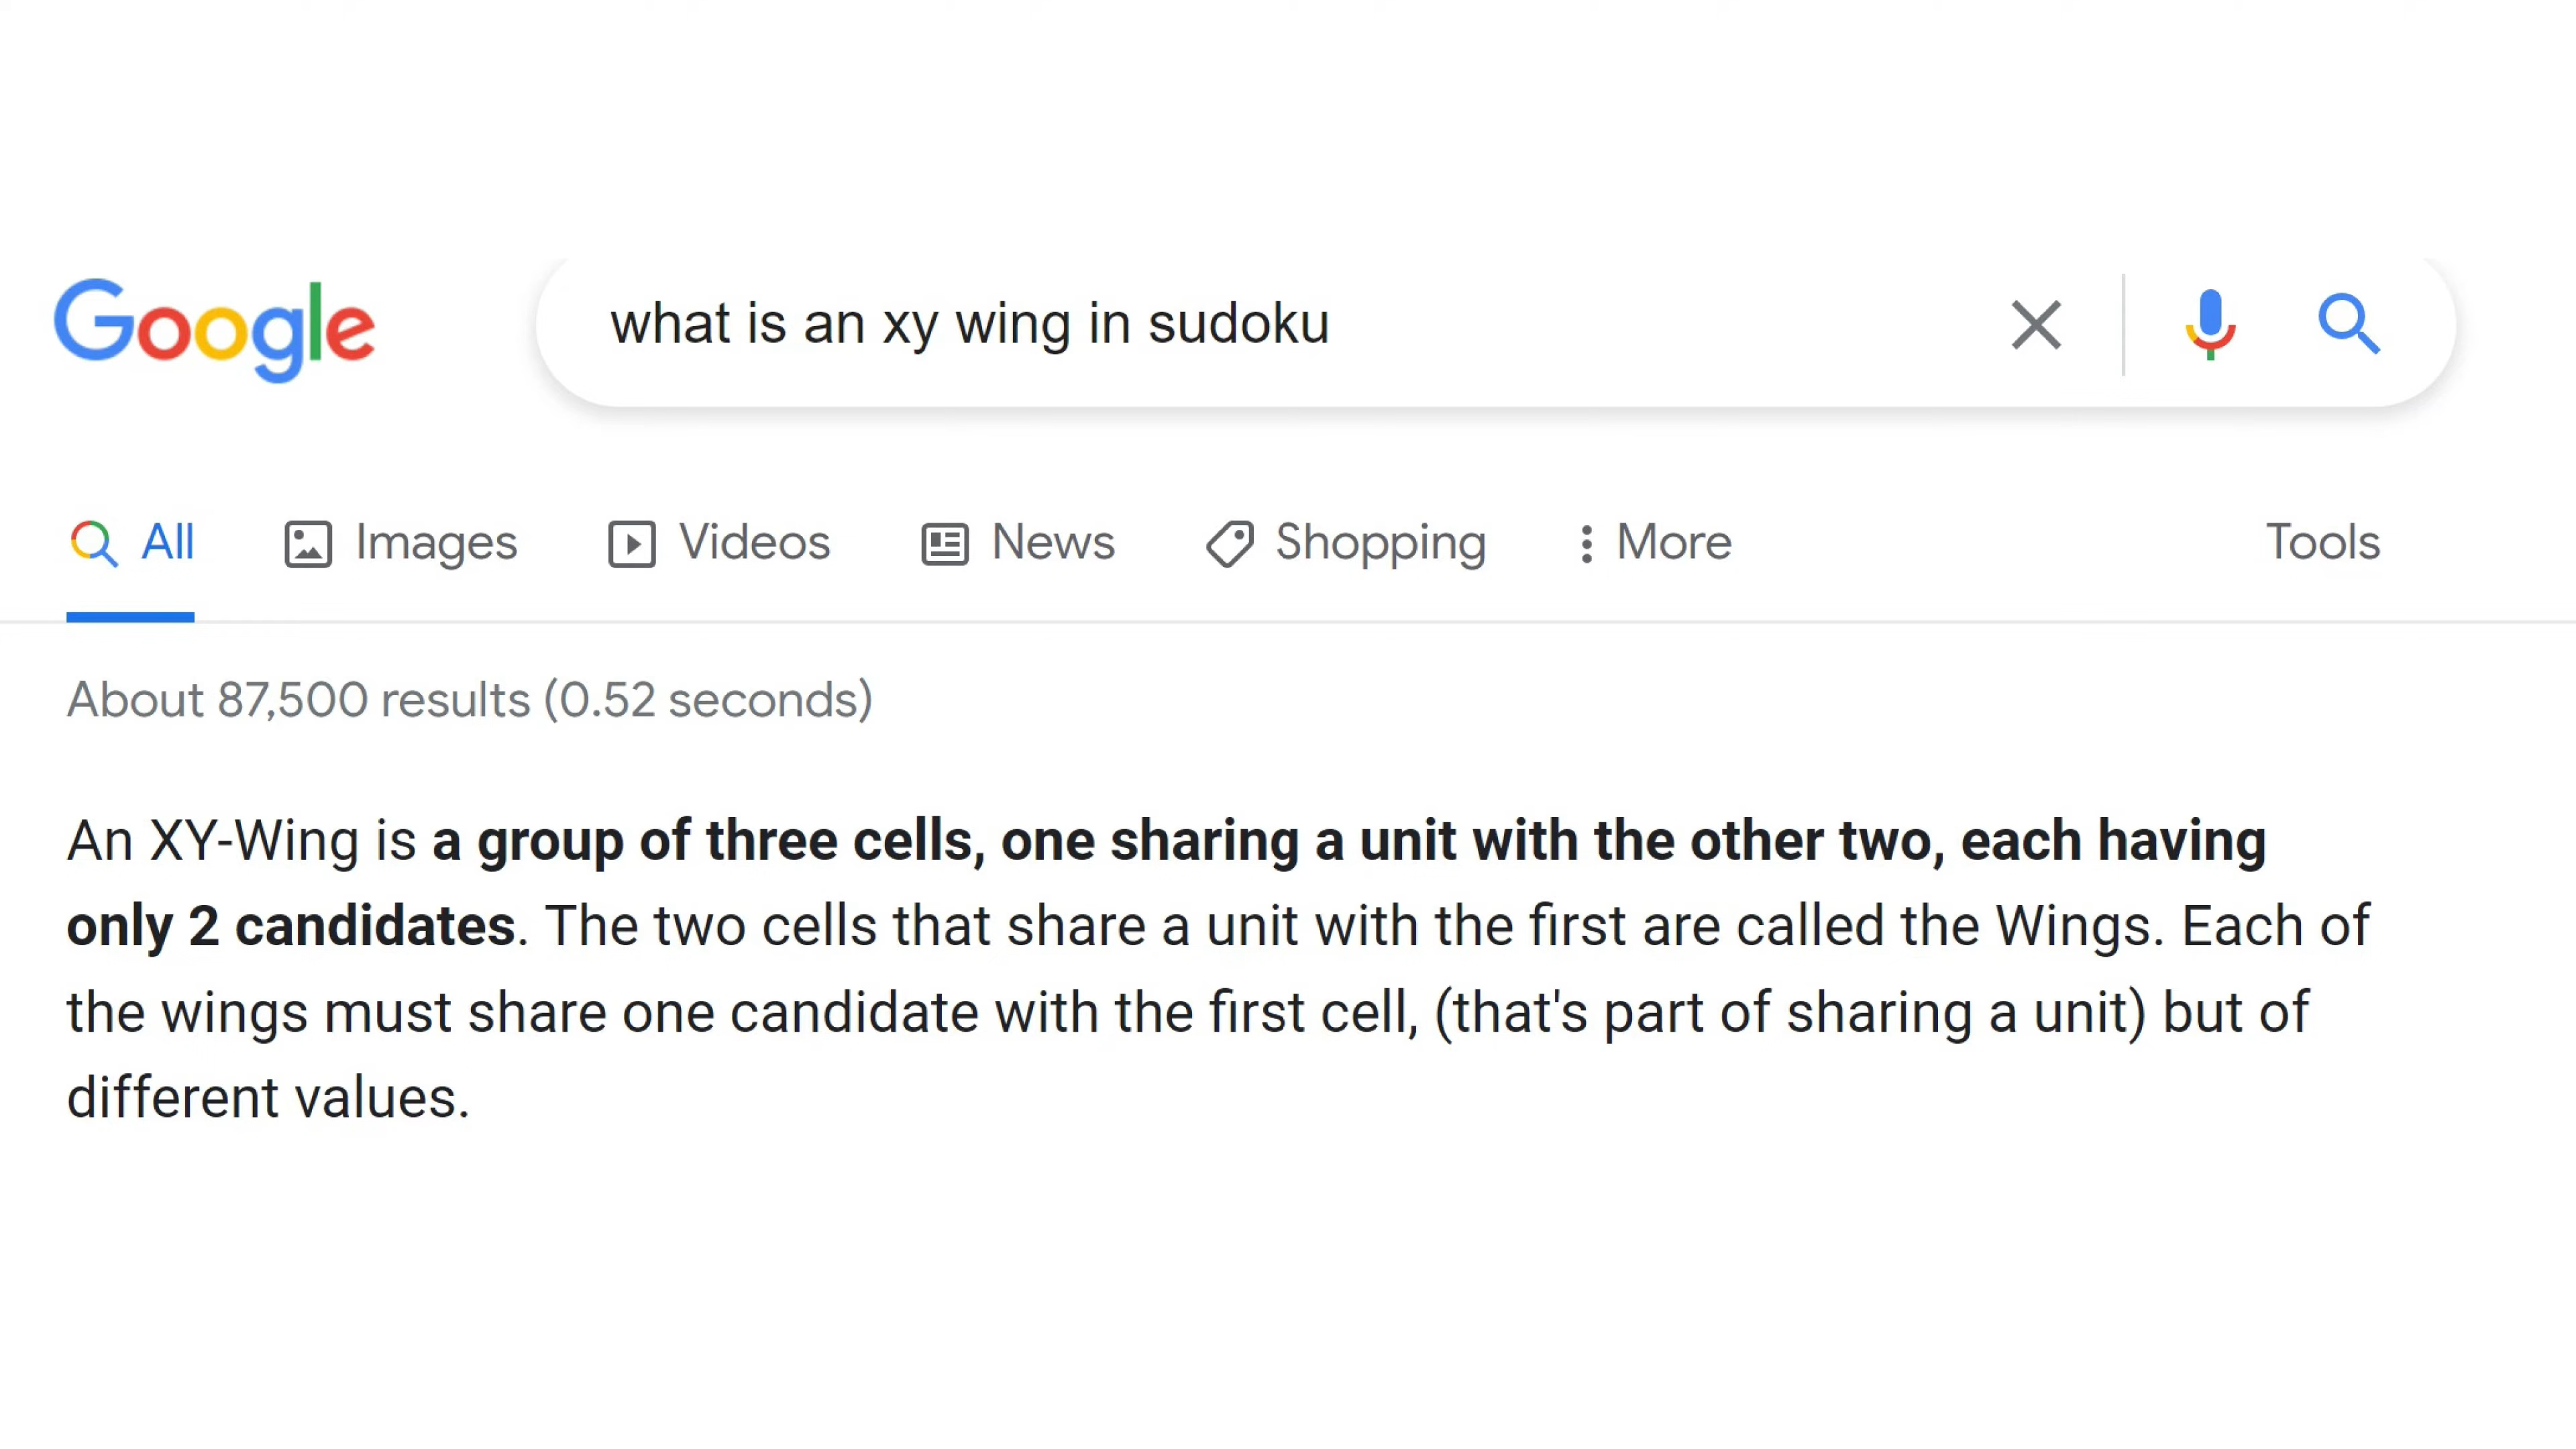 Google
what is an xy wing in sudoku
All Images Videos News Shopping More Tools
About 87,500 results (0.52 seconds)
An XY-Wing is a group of three cells, one sharing a unit with the other two, each having
only 2 candidates. The two cells that share a unit with the first are called the Wings. Each of
the wings must share one candidate with the first cell, (that's part of sharing a unit) but of
different values.